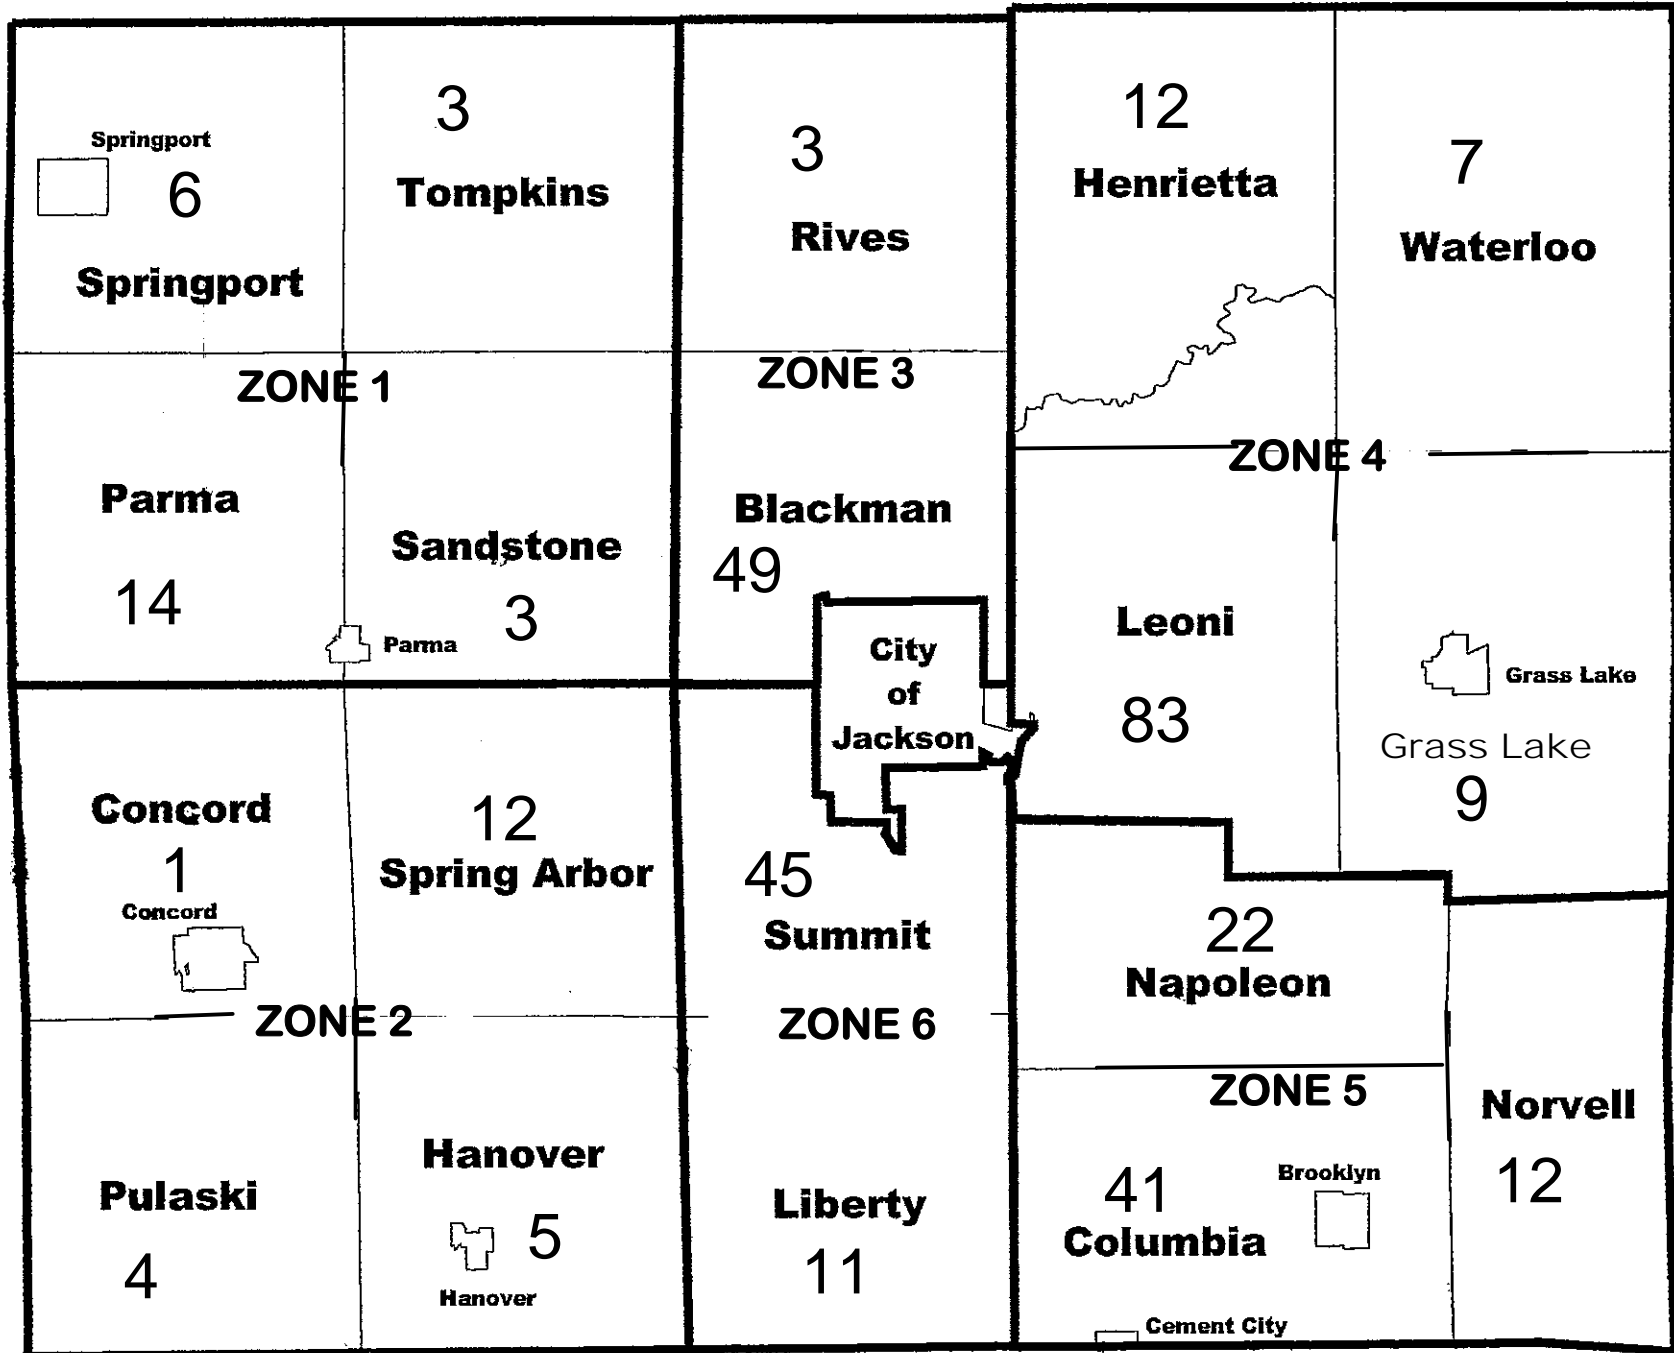 Springport
6
Springport
3
Tompkins
3
Rives
12
Henrietta
7
Waterloo
ZONE 1
ZONE 3
ZONE 4
Parma
14
Sandstone
3
Parma
Blackman
49
City
of
Jackson
Leoni
83
Grass Lake
Grass Lake
9
Concord
1
Concord
12
Spring Arbor
45
Summit
22
Napoleon
ZONE 2
ZONE 6
ZONE 5
Pulaski
4
Hanover
5
Hanover
Liberty
11
41
Columbia
Brooklyn
Cement City
Norvell
12